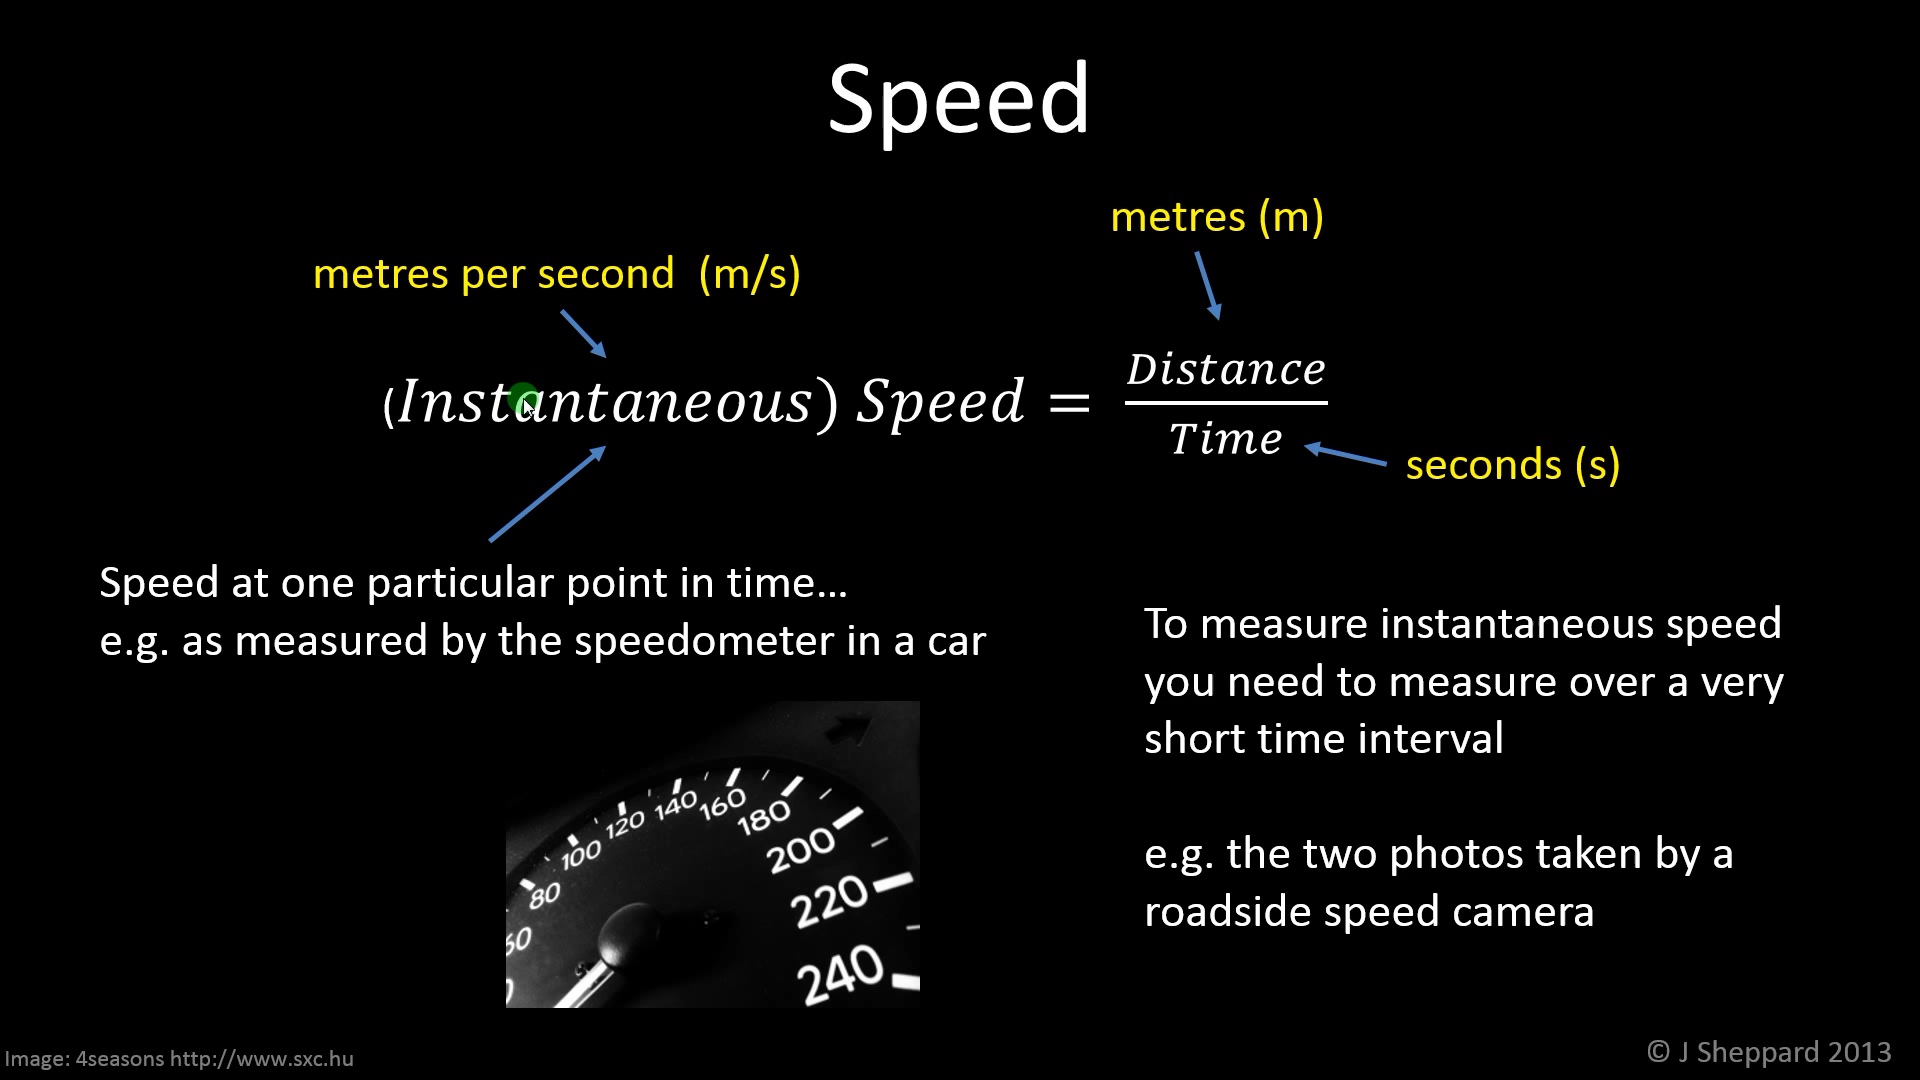 Speed
metres (m)
metres per second (m/s)
(Instantaneous) Speed = Distance
Time
seconds (s)
Speed at one particular point in time...
e.g. as measured by the speedometer in a car
To measure instantaneous speed
you need to measure over a very
short time interval
e.g. the two photos taken by a
roadside speed camera
80
100
120
140
160
180
200
220
240
Image: 4seasons http://www.sxc.hu
© J Sheppard 2013